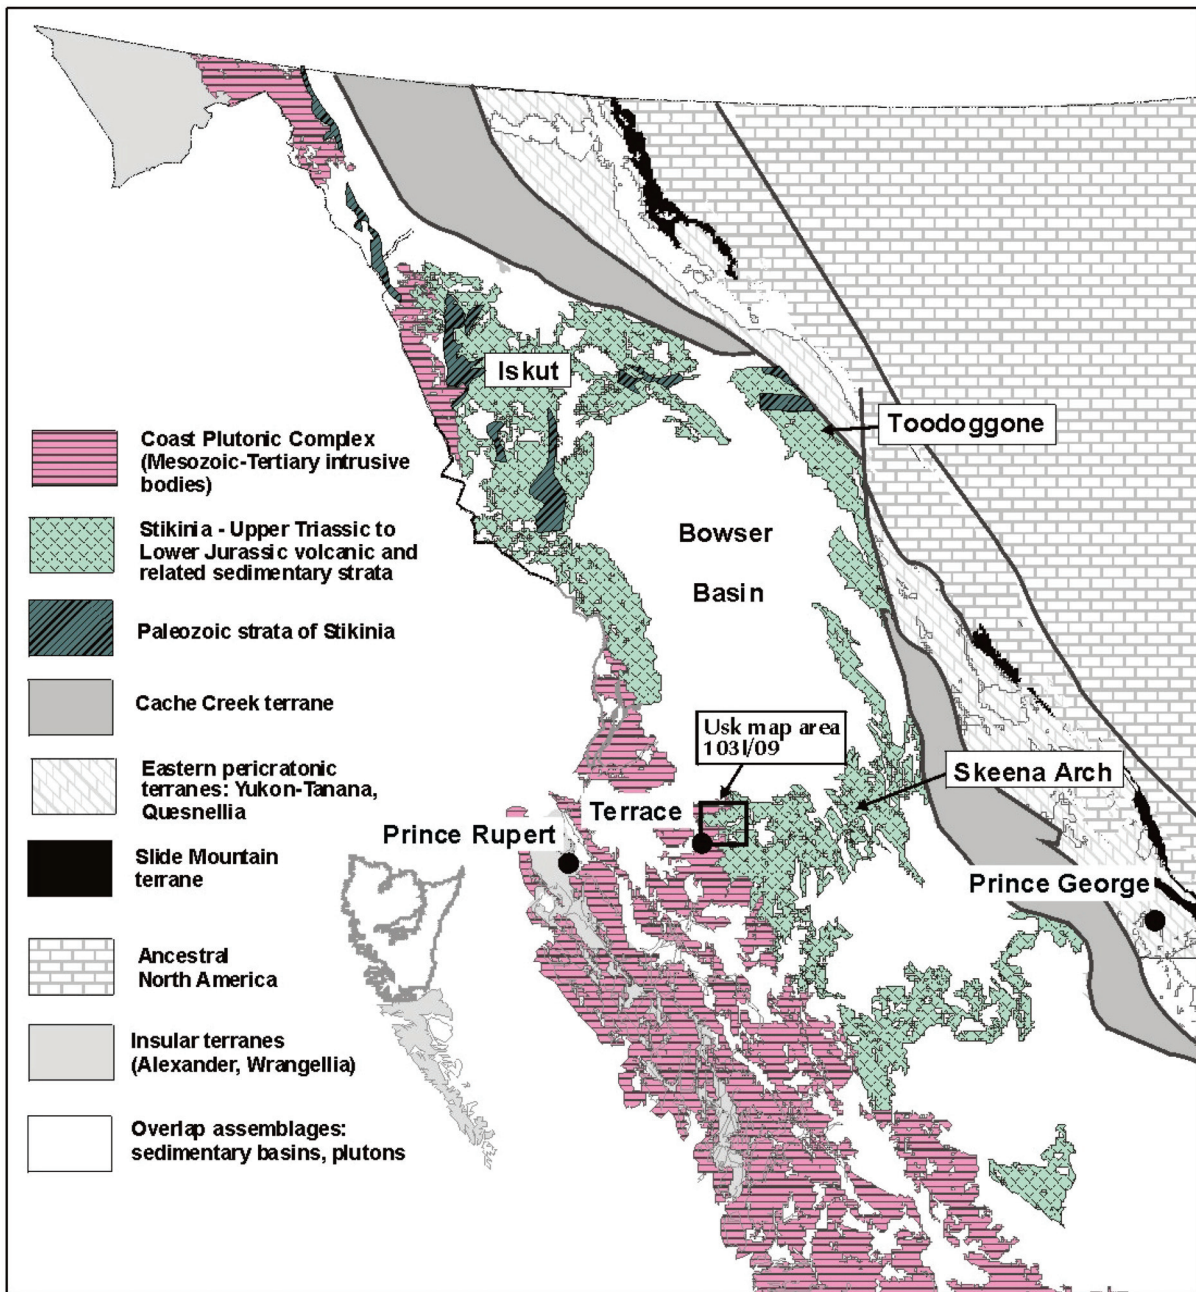 Iskut
Toodoggone
Bowser
Basin
Usk map area
103I/09
Skeena Arch
Terrace
Prince Rupert
Prince George
Coast Plutonic Complex
(Mesozoic-Tertiary intrusive
bodies)
Stikinia - Upper Triassic to
Lower Jurassic volcanic and
related sedimentary strata
Paleozoic strata of Stikinia
Cache Creek terrane
Eastern pericratonic
terranes: Yukon-Tanana,
Quesnellia
Slide Mountain
terrane
Ancestral
North America
Insular terranes
(Alexander, Wrangellia)
Overlap assemblages:
sedimentary basins, plutons